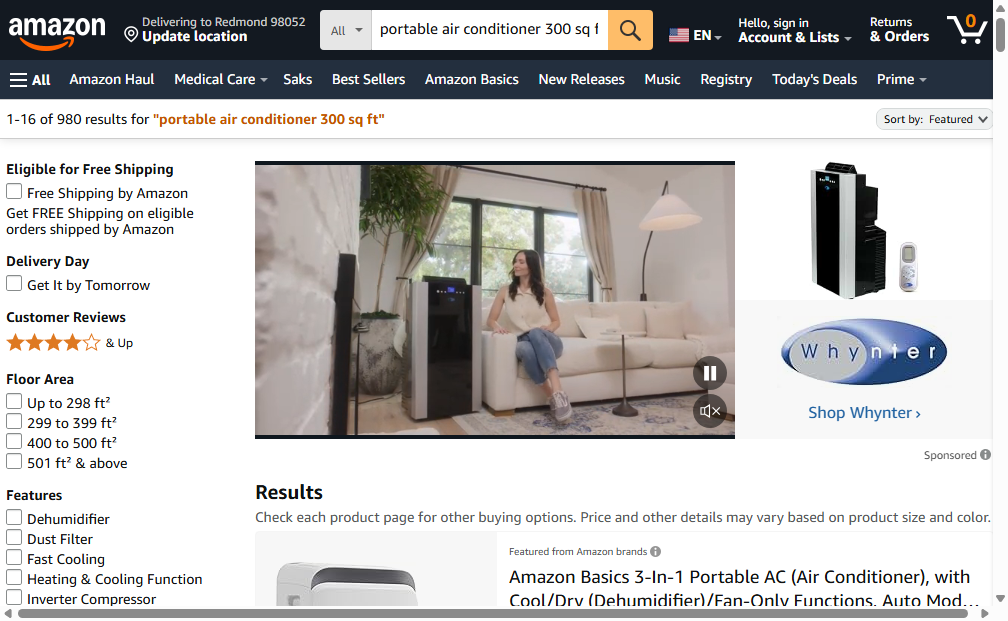 amazon
Delivering to Redmond 98052
Update location
All
portable air conditioner 300 sq f
EN
Hello, sign in
Account & Lists
Returns
& Orders
0
All
Amazon Haul
Medical Care
Saks
Best Sellers
Amazon Basics
New Releases
Music
Registry
Today's Deals
Prime
1-16 of 980 results for "portable air conditioner 300 sq ft"
Sort by: Featured
Eligible for Free Shipping
Free Shipping by Amazon
Get FREE Shipping on eligible
orders shipped by Amazon
Delivery Day
Get It by Tomorrow
Customer Reviews
& Up
Floor Area
Up to 298 ft²
299 to 399 ft²
400 to 500 ft²
501 ft² & above
Features
Dehumidifier
Dust Filter
Fast Cooling
Heating & Cooling Function
Inverter Compressor
Whynter
Shop Whynter ›
Sponsored
Results
Check each product page for other buying options. Price and other details may vary based on product size and color.
Featured from Amazon brands
Amazon Basics 3-In-1 Portable AC (Air Conditioner), with
Cool/Dry (Dehumidifier)/Fan-Only Functions, Auto Mod...